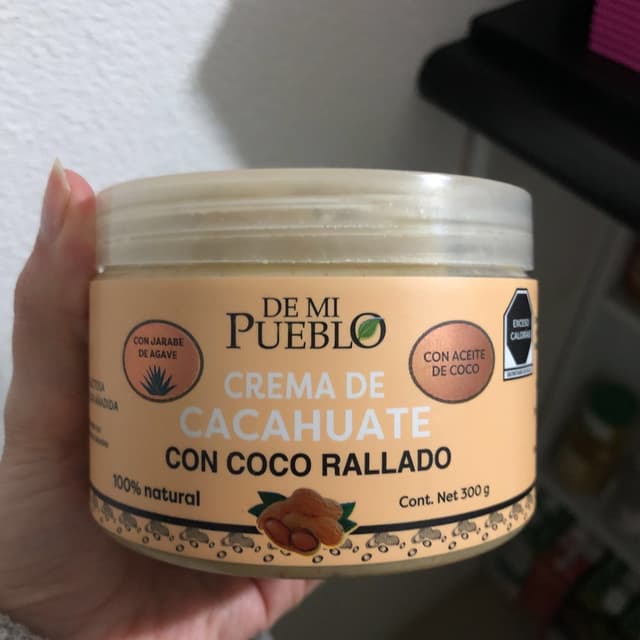 DE MI
PUEBLO
CON JARABE
DE AGAVE
CON ACEITE
DE COCO
EXCESO
CALORÍAS
CREMA DE
CACAHUATE
CON COCO RALLADO
100% natural
Cont. Net 300 g